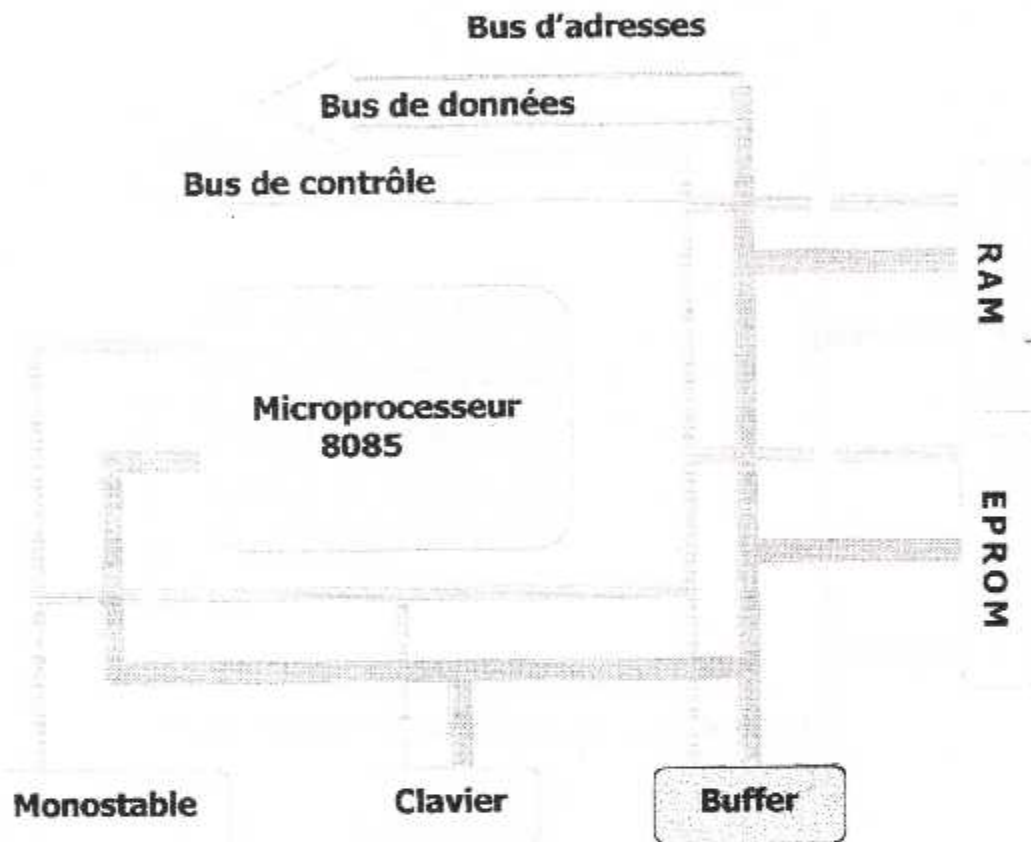 Bus d'adresses
Bus de données
Bus de contrôle
RAM
Microprocesseur
8085
EPROM
Monostable
Clavier
Buffer